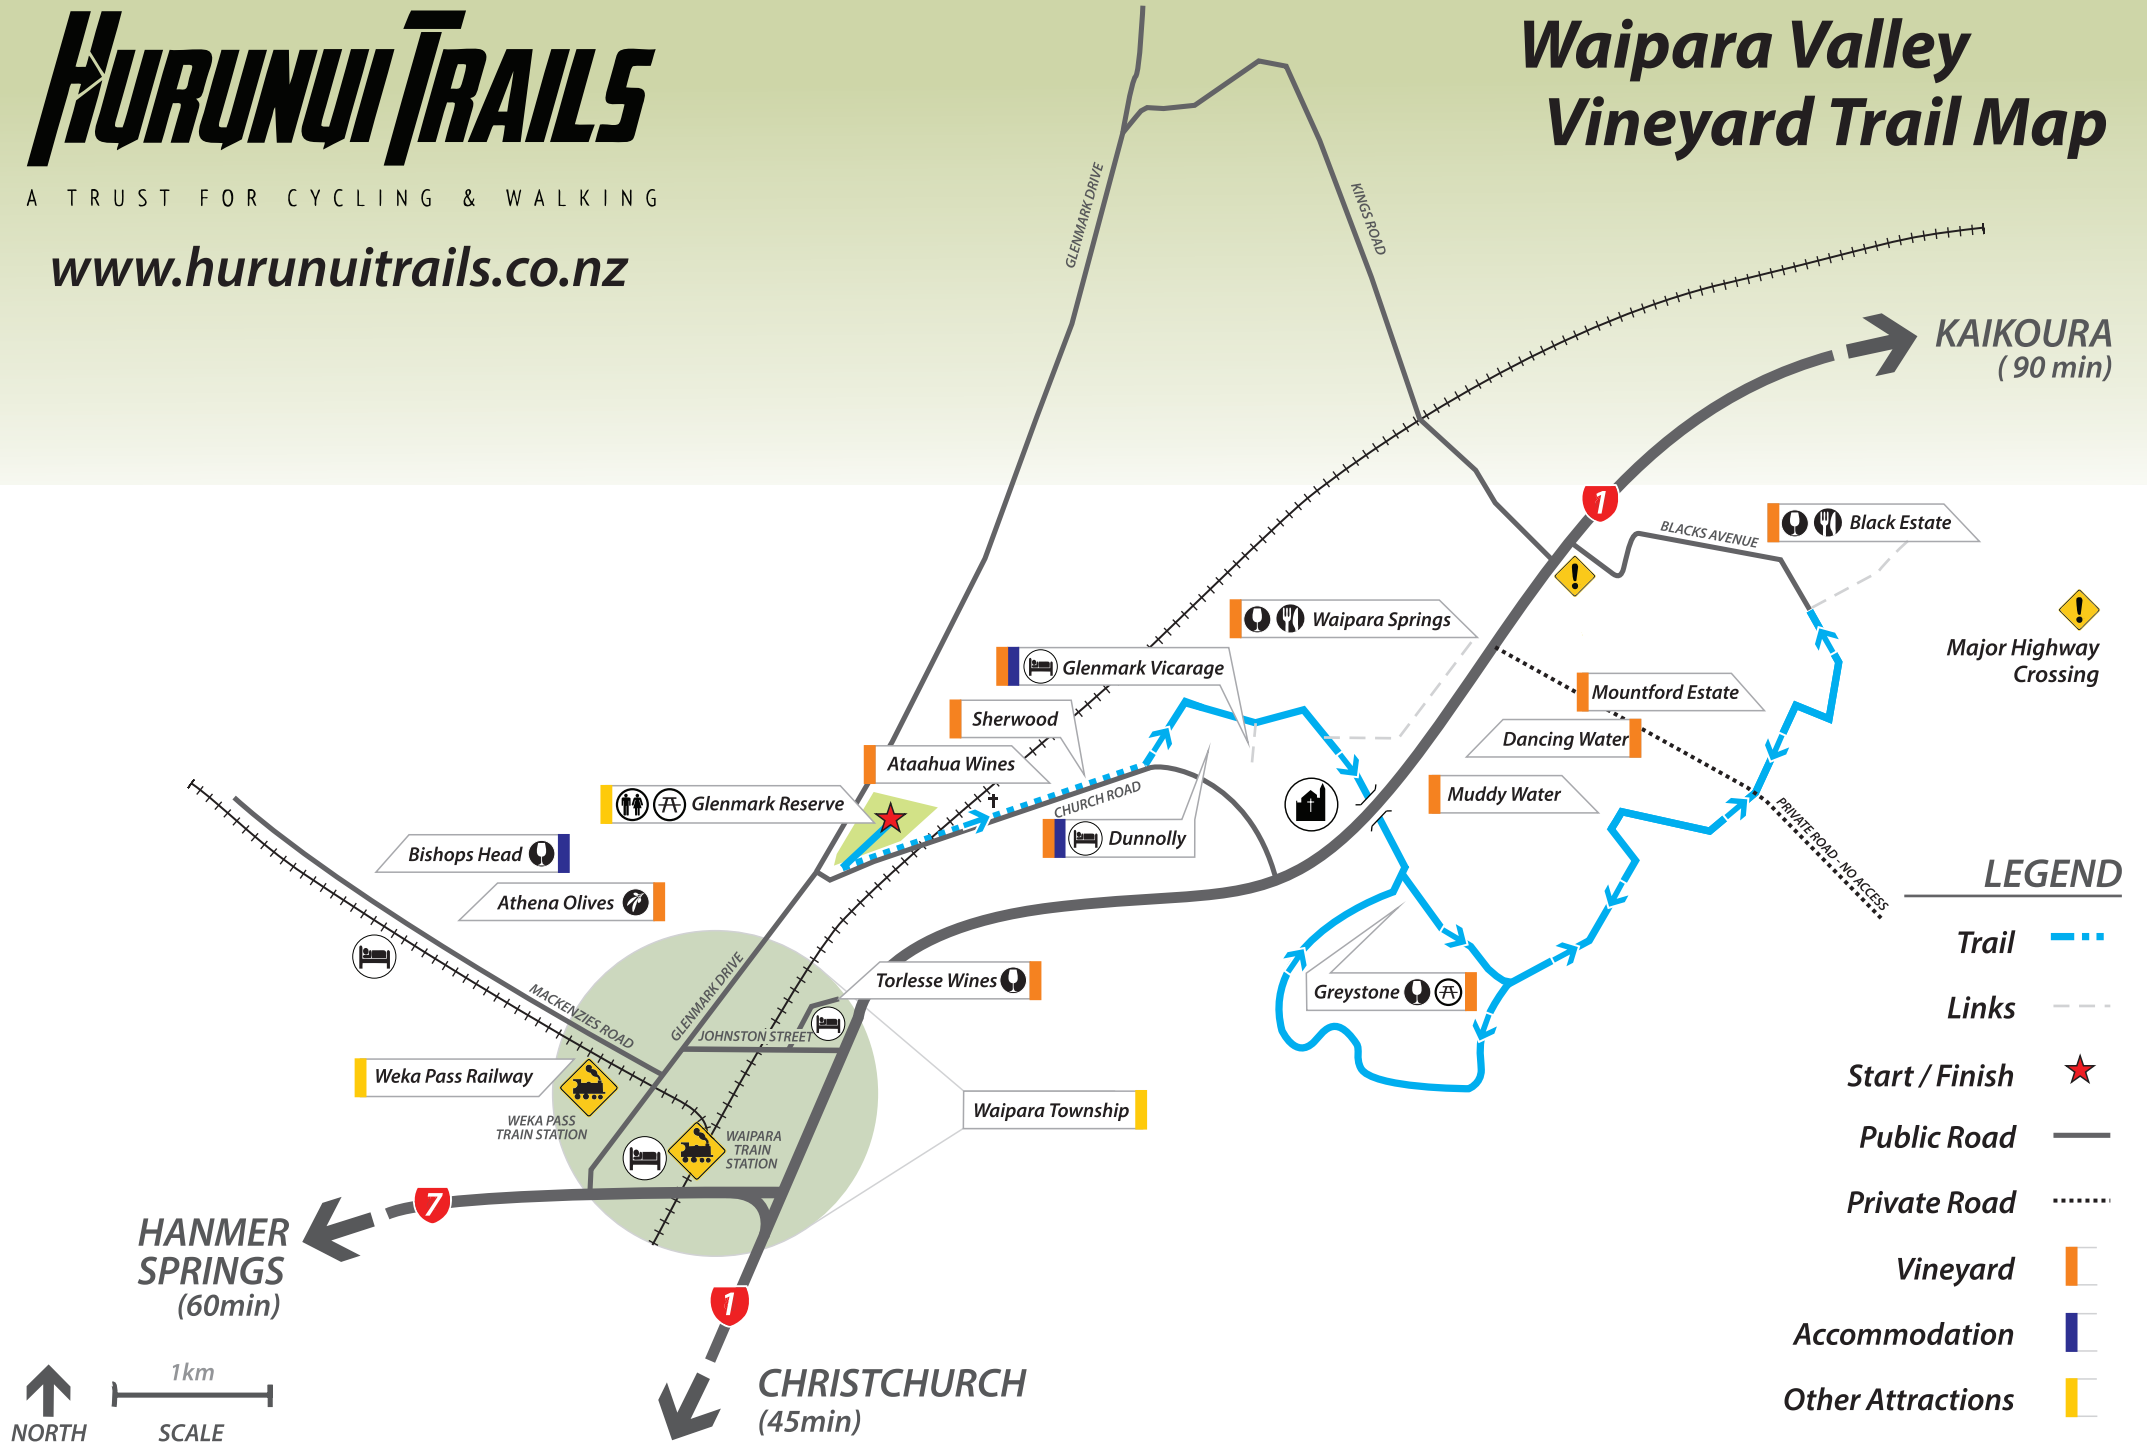 HURUNUI TRAILS
A TRUST FOR CYCLING & WALKING
www.hurunuitrails.co.nz
Waipara Valley
Vineyard Trail Map
GLENMARK DRIVE
KINGS ROAD
KAIKOURA
( 90 min)
1
BLACKS AVENUE
Black Estate
!
!
Major Highway
Crossing
Waipara Springs
Glenmark Vicarage
Sherwood
Ataahua Wines
Glenmark Reserve
Mountford Estate
Dancing Water
Muddy Water
CHURCH ROAD
Dunnolly
PRIVATE ROAD - NO ACCESS
Bishops Head
Athena Olives
Torlesse Wines
Greystone
MACKENZIES ROAD
GLENMARK DRIVE
JOHNSTON STREET
Weka Pass Railway
WEKA PASS
TRAIN STATION
WAIPARA
TRAIN
STATION
Waipara Township
7
HANMER
SPRINGS
(60min)
1
CHRISTCHURCH
(45min)
NORTH
1km
SCALE
LEGEND
Trail
Links
Start / Finish
Public Road
Private Road
Vineyard
Accommodation
Other Attractions